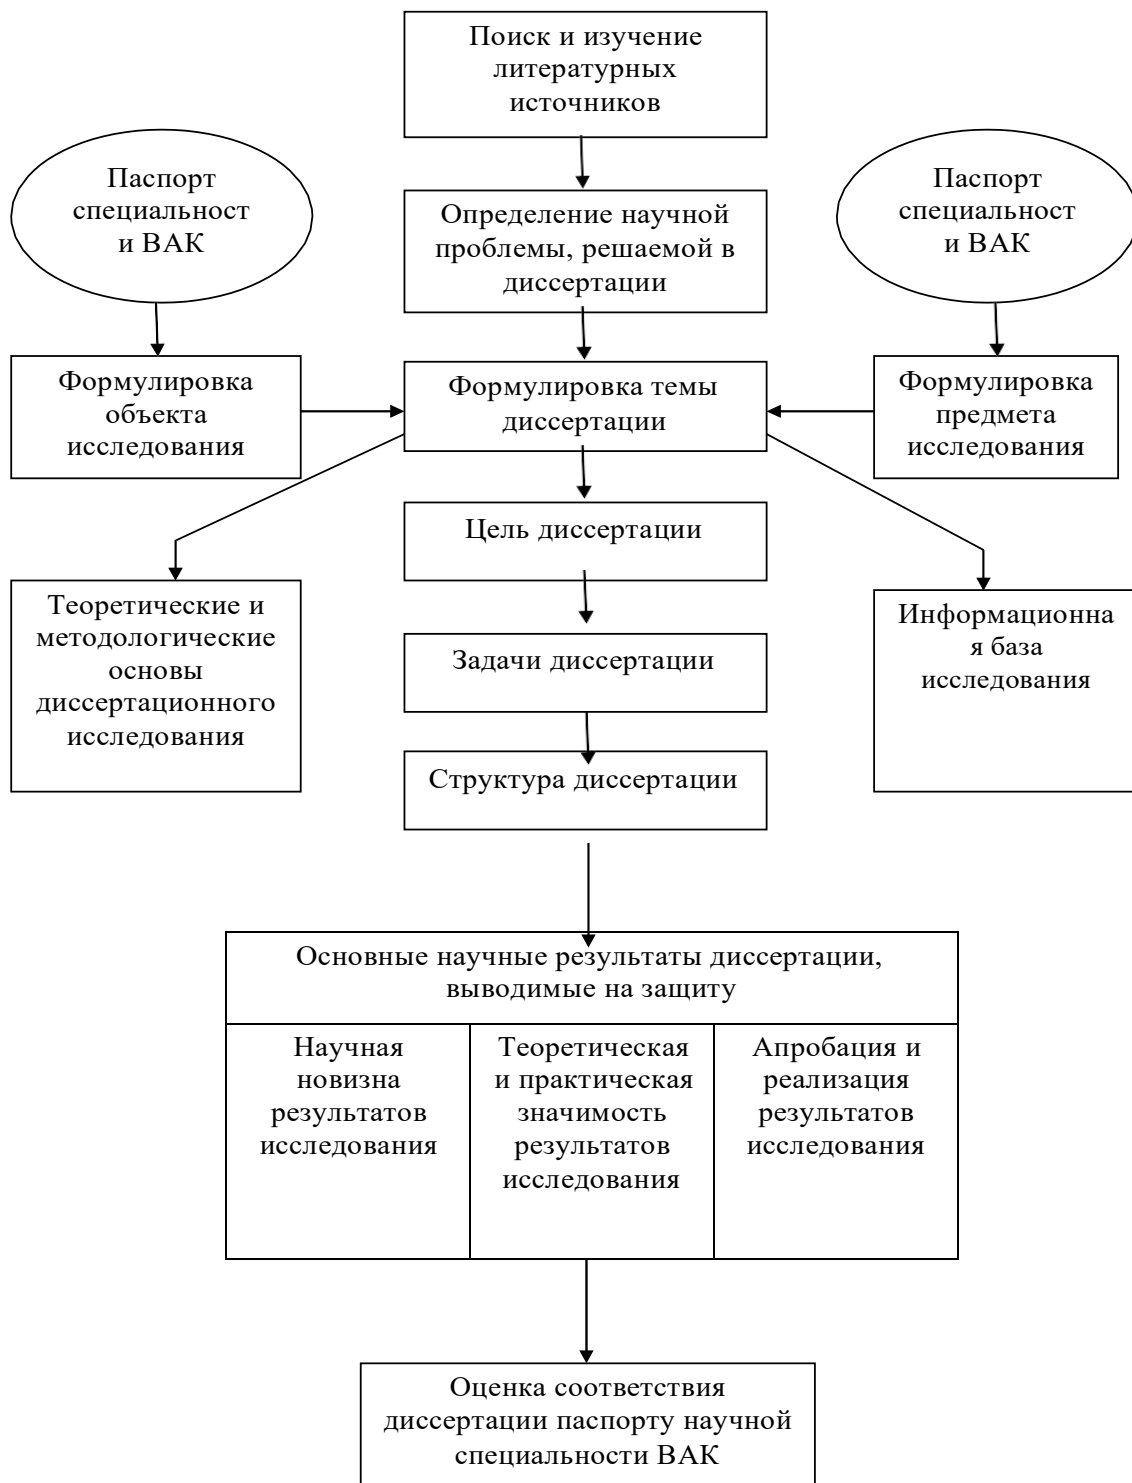 Поиск и изучение
литературных
источников
Паспорт
специальност
и ВАК
Определение научной
проблемы, решаемой в
диссертации
Паспорт
специальност
и ВАК
Формулировка
объекта
исследования
Формулировка темы
диссертации
Формулировка
предмета
исследования
Цель диссертации
Теоретические и
методологические
основы
диссертационного
исследования
Задачи диссертации
Информационна
я база
исследования
Структура диссертации
Основные научные результаты диссертации,
выводимые на защиту
Научная
новизна
результатов
исследования
Теоретическая
и практическая
значимость
результатов
исследования
Апробация и
реализация
результатов
исследования
Оценка соответствия
диссертации паспорту научной
специальности ВАК